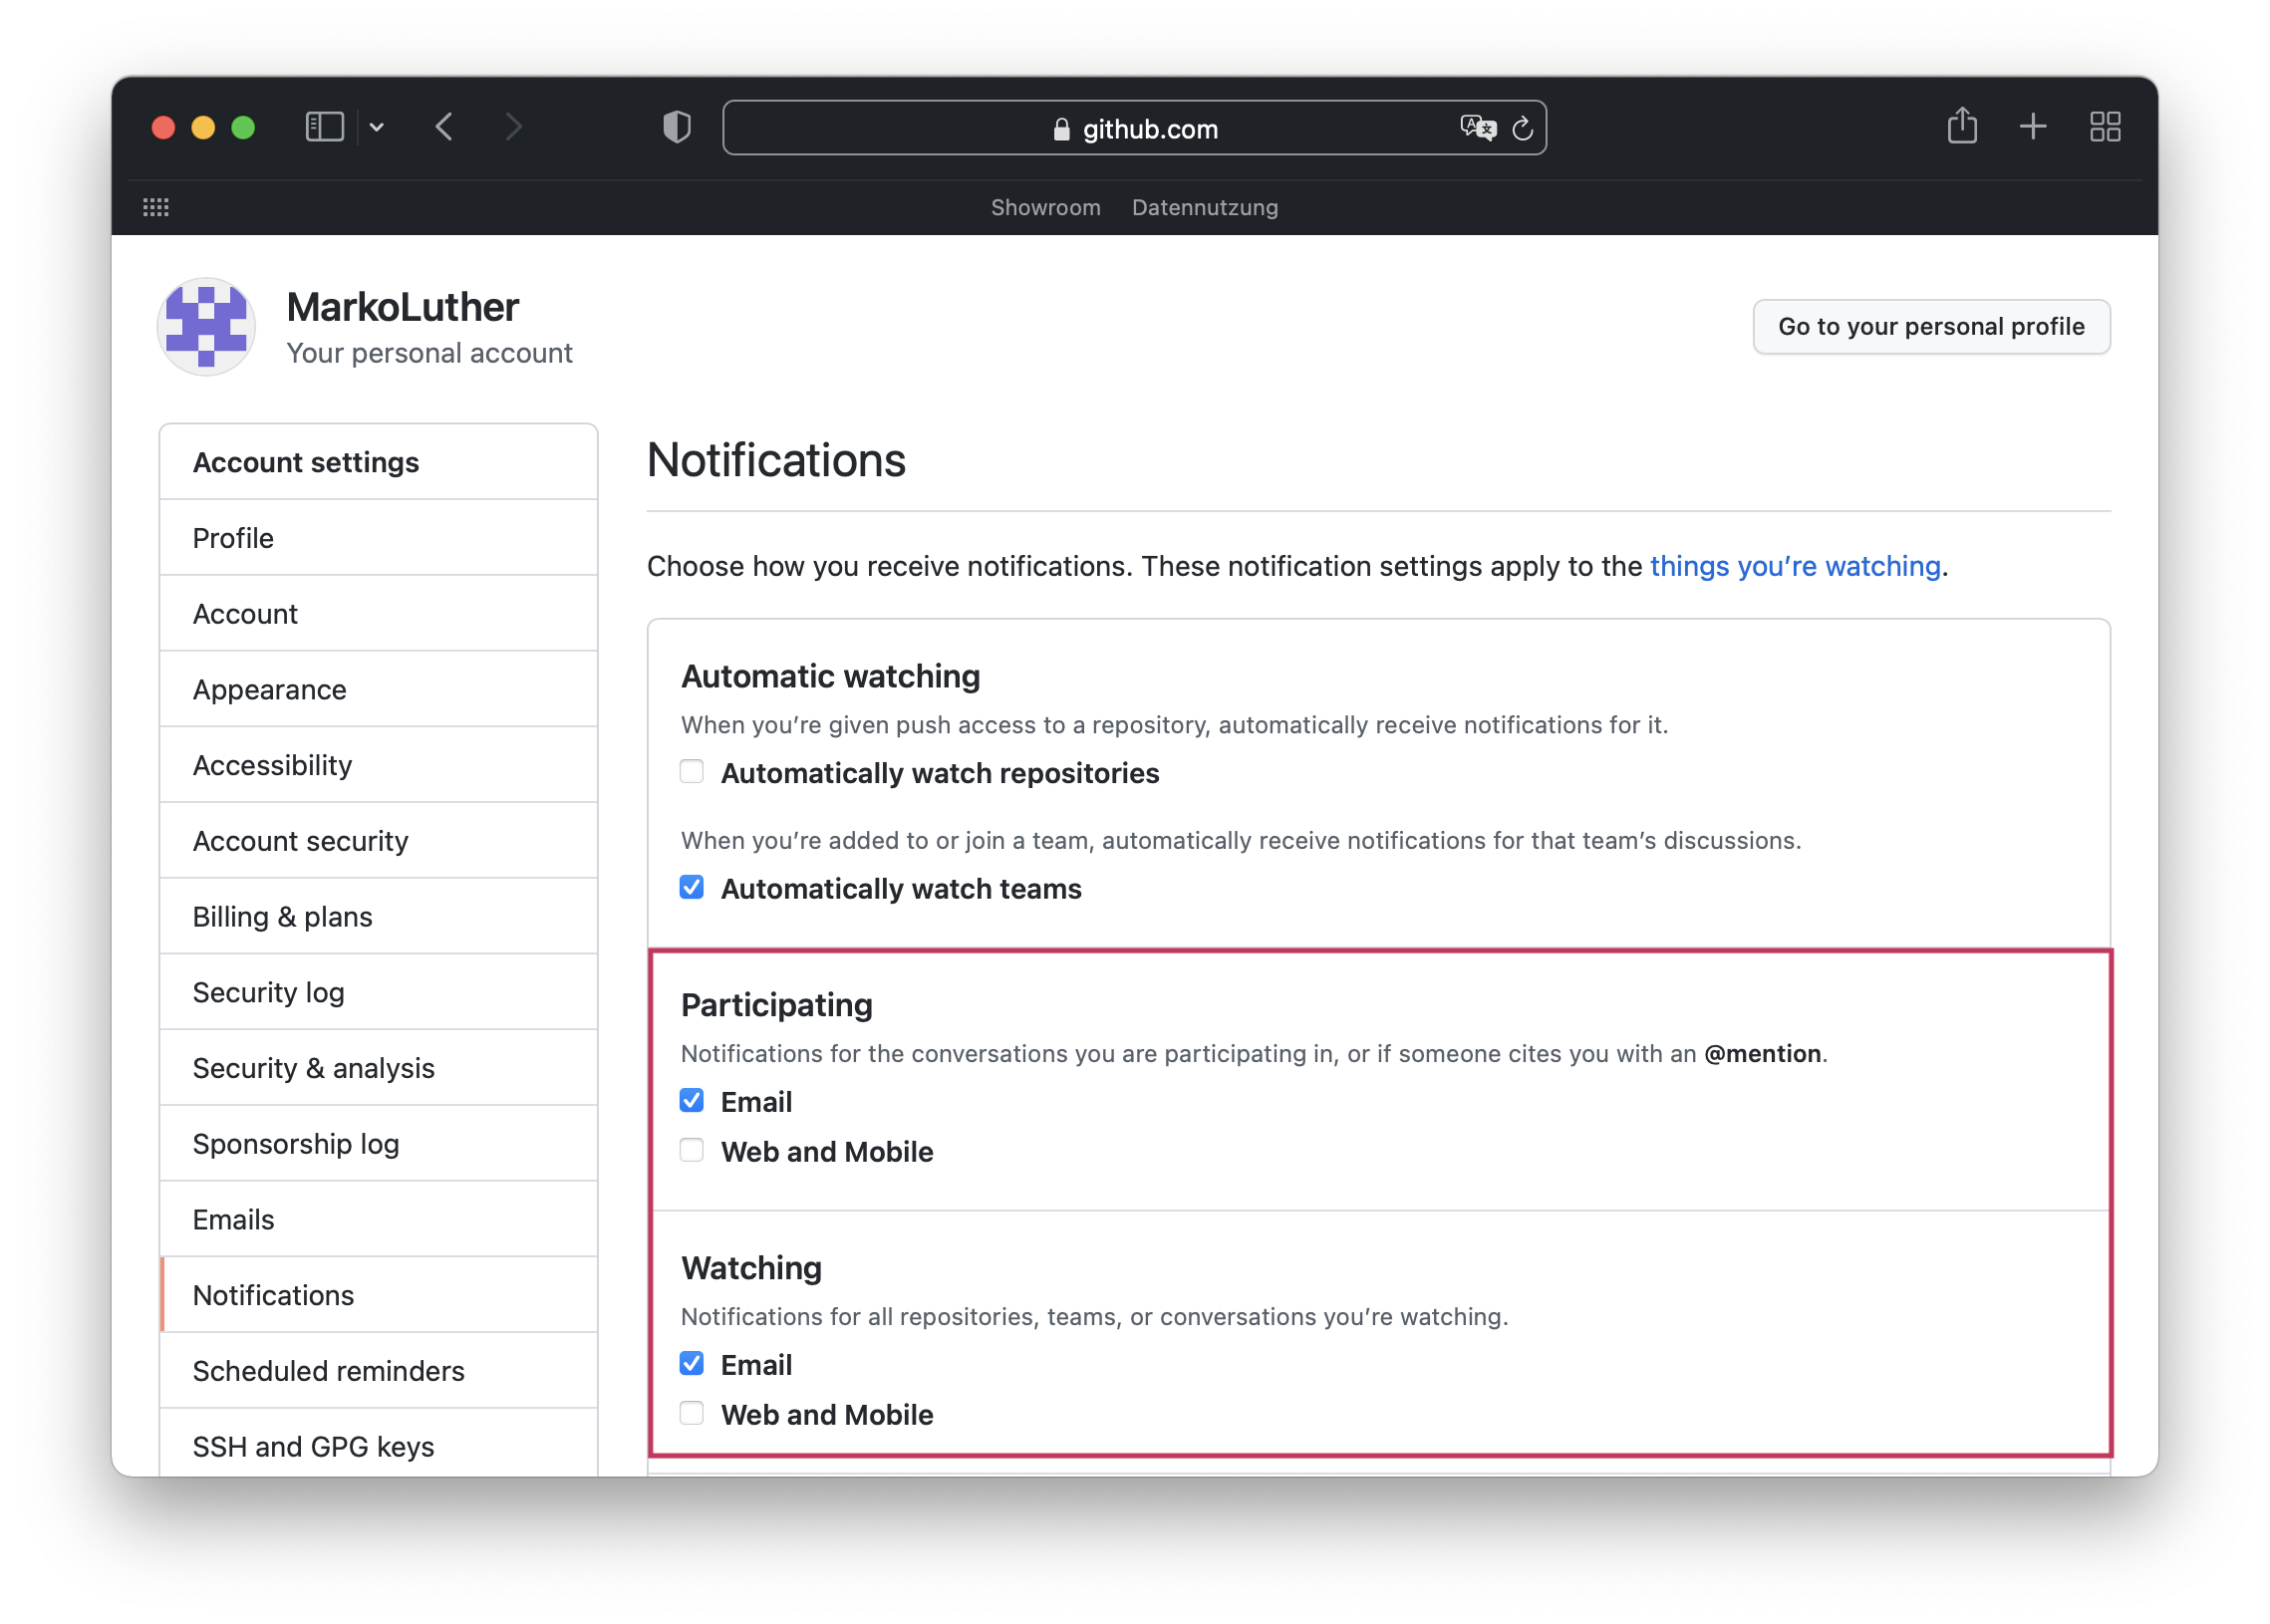 github.com
Showroom Datennutzung
MarkoLuther
Your personal account
Go to your personal profile
Account settings
Profile
Account
Appearance
Accessibility
Account security
Billing & plans
Security log
Security & analysis
Sponsorship log
Emails
Notifications
Scheduled reminders
SSH and GPG keys
Notifications
Choose how you receive notifications. These notification settings apply to the things you’re watching.
Automatic watching
When you’re given push access to a repository, automatically receive notifications for it.
Automatically watch repositories
When you’re added to or join a team, automatically receive notifications for that team’s discussions.
Automatically watch teams
Participating
Notifications for the conversations you are participating in, or if someone cites you with an @mention.
Email
Web and Mobile
Watching
Notifications for all repositories, teams, or conversations you’re watching.
Email
Web and Mobile